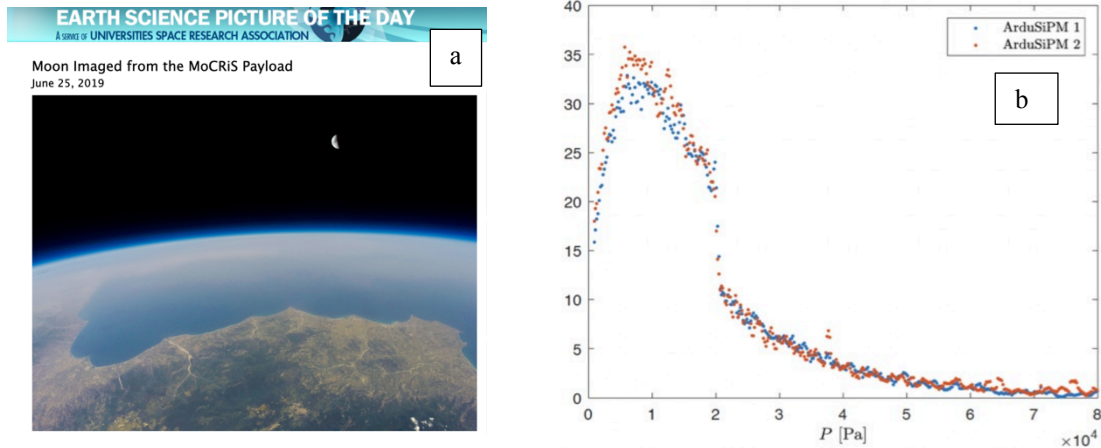 EARTH SCIENCE PICTURE OF THE DAY
A SERVICE OF UNIVERSITIES SPACE RESEARCH ASSOCIATION
a
Moon Imaged from the MoCRiS Payload
June 25, 2019
40
35
30
25
20
15
10
5
0
ArduSiPM 1
ArduSiPM 2
b
0 1 2 3 4 5 6 7 8
P [Pa]
×10⁴